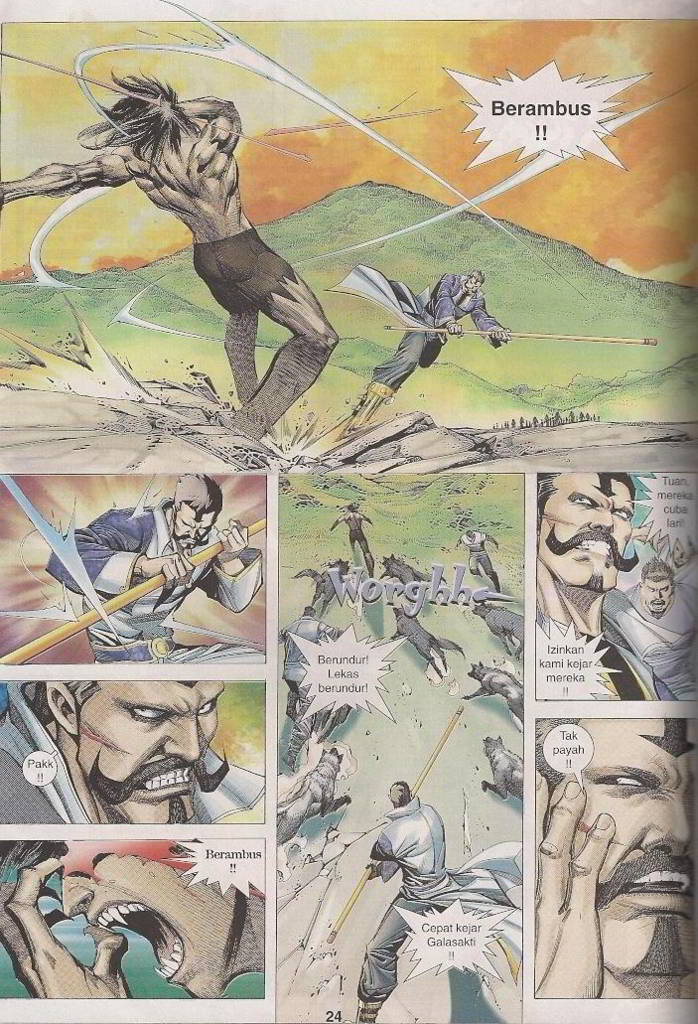 Berambus
!!
Worghhh
Berundur!
Lekas
berundur!
Pakk
!!
Berambus
!!
Cepat kejar
Galasakti
!!
Tuan,
mereka
cuba
lari!
Izinkan
kami kejar
mereka
!!
Tak
payah
!!
24